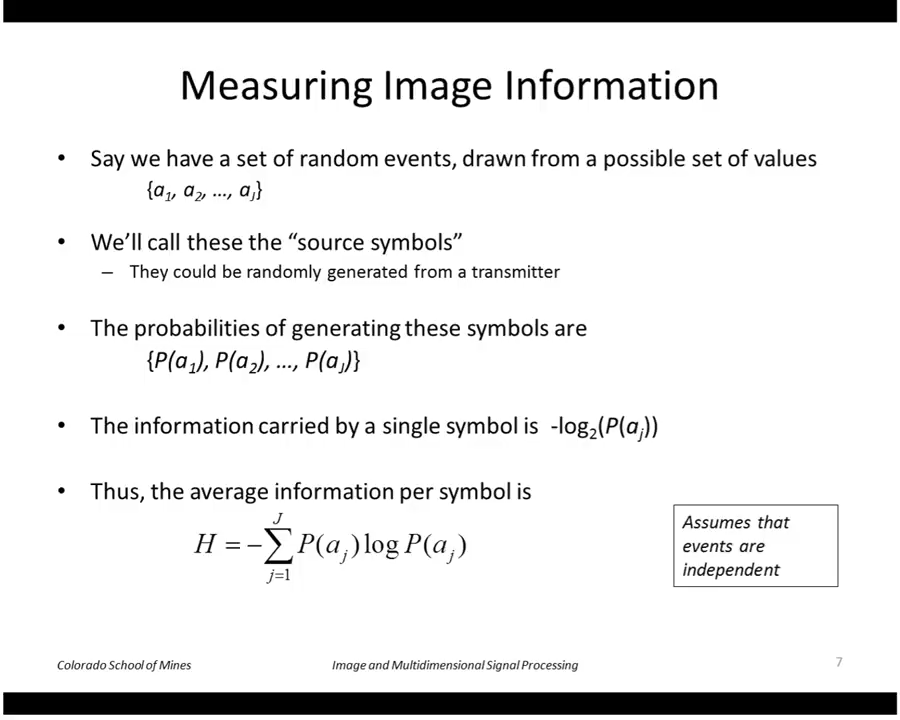 Measuring Image Information
• Say we have a set of random events, drawn from a possible set of values
{a₁, a₂, …, aJ}
• We'll call these the “source symbols”
– They could be randomly generated from a transmitter
• The probabilities of generating these symbols are
{P(a₁), P(a₂), …, P(aJ)}
• The information carried by a single symbol is -log₂(P(aⱼ))
• Thus, the average information per symbol is
H = −∑_{j=1}^{J} P(aⱼ) log P(aⱼ)
Assumes that
events are
independent
Colorado School of Mines
Image and Multidimensional Signal Processing
7